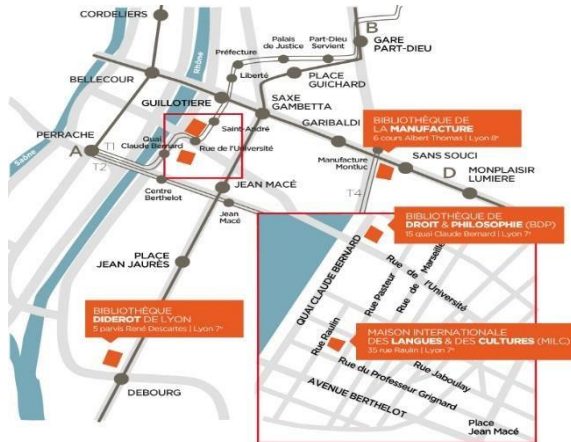 CORDELIERS
Palais
de Justice
Part-Dieu
Servient
B
GARE
PART-DIEU
Préfecture
Rhône
Liberté
PLACE
GUICHARD
BELLECOUR
GUILLOTIÈRE
SAXE
GAMBETTA
Saint-André
GARIBALDI
BIBLIOTHÈQUE DE
LA MANUFACTURE
6 cours Albert Thomas | Lyon 8e
PERRACHE
A
T1
T2
Saône
Quai
Claude Bernard
Rue de l'Université
Manufacture
Montluc
SANS SOUCI
D
MONPLAISIR
LUMIERE
T4
Centre
Berthelot
JEAN MACÉ
Jean
Macé
BIBLIOTHÈQUE DE
DROIT & PHILOSOPHIE (BDP)
15 quai Claude Bernard | Lyon 7e
PLACE
JEAN JAURÈS
QUAI CLAUDE BERNARD
Rue Pasteur
Rue de Marseille
Rue de l'Université
BIBLIOTHÈQUE
DIDEROT DE LYON
5 parvis René Descartes | Lyon 7e
Rue Raulin
MAISON INTERNATIONALE
DES LANGUES & DES CULTURES (MILC)
35 rue Raulin | Lyon 7e
Rue Jaboulay
Rue du Professeur Grignard
AVENUE BERTHELOT
DEBOURG
Place
Jean Macé